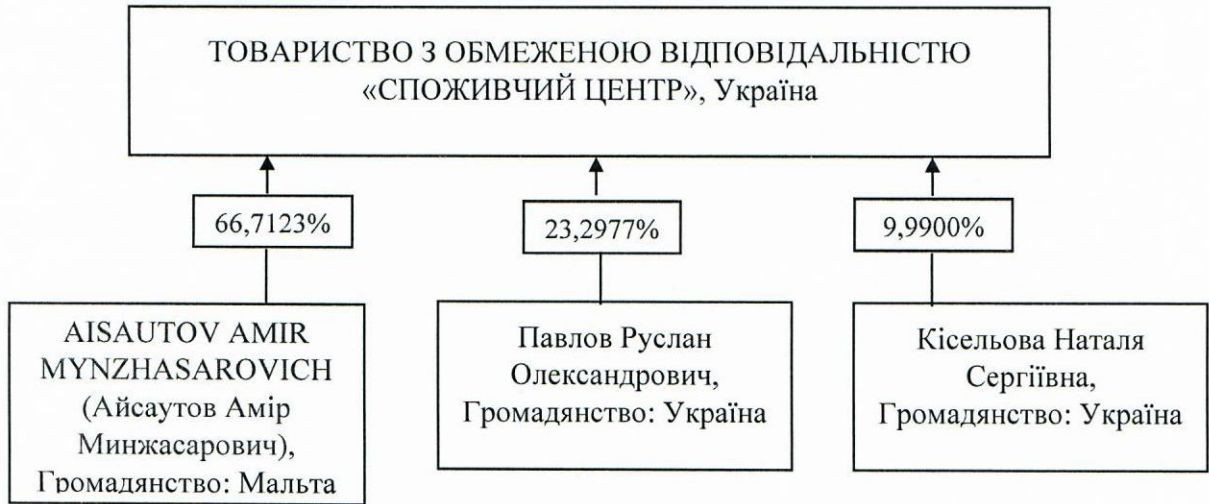 ТОВАРИСТВО З ОБМЕЖЕНОЮ ВІДПОВІДАЛЬНІСТЮ
«СПОЖИВЧИЙ ЦЕНТР», Україна
66,7123%
23,2977%
9,9900%
AISAUTOV AMIR
MYNZHASAROVICH
(Айсаутов Амір
Минжасарович),
Громадянство: Мальта
Павлов Руслан
Олександрович,
Громадянство: Україна
Кісельова Наталя
Сергіївна,
Громадянство: Україна